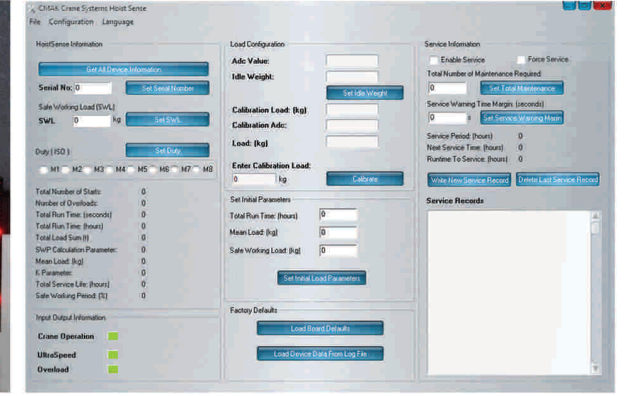 CMAK Crane Systems Hoist Sense
File Configuration Language
HoistSense Information
Get All Device Information
Serial No: 0 Set Serial Number
Safe Working Load (SWL)
SWL 0 kg Set SWL
Duty ( ISO ) Set Duty
M1 M2 M3 M4 M5 M6 M7 M8
Total Number of Starts: 0
Number of Overloads: 0
Total Run Time: (seconds) 0
Total Run Time: (hours) 0
Total Load Sum (t) 0
SWP Calculation Parameter: 0
Mean Load: (kg) 0
K Parameter: 0
Total Service Life: (hours) 0
Safe Working Period: (%) 0
Input Output Information
Crane Operation
UltraSpeed
Overload
Load Configuration
Adc Value:
Idle Weight:
Set Idle Weight
Calibration Load: (kg)
Calibration Adc:
Load: (kg)
Enter Calibration Load:
0 kg Calibrate
Set Initial Parameters
Total Run Time: (hours) 0
Mean Load: (kg) 0
Safe Working Load: (kg) 0
Set Initial Load Parameters
Factory Defaults
Load Board Defaults
Load Device Data From Log File
Service Information
Enable Service Force Service
Total Number of Maintenance Required:
0 Set Total Maintenance
Service Warning Time Margin: (seconds)
0 s Set Service Warning Margin
Service Period: (hours) 0
Next Service Time: (hours) 0
Runtime To Service: (hours) 0
Write New Service Record Delete Last Service Record
Service Records